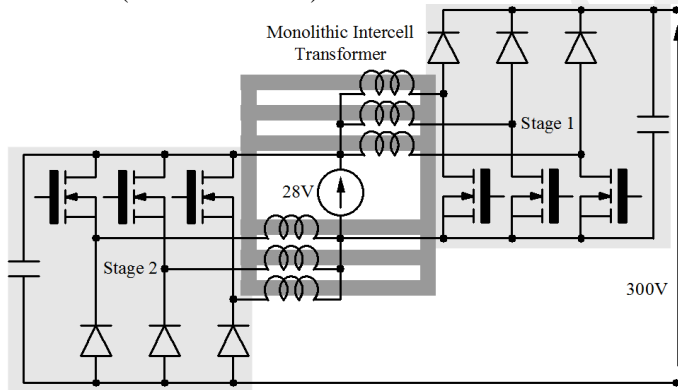 Monolithic Intercell
Transformer
Stage 1
28V
Stage 2
300V